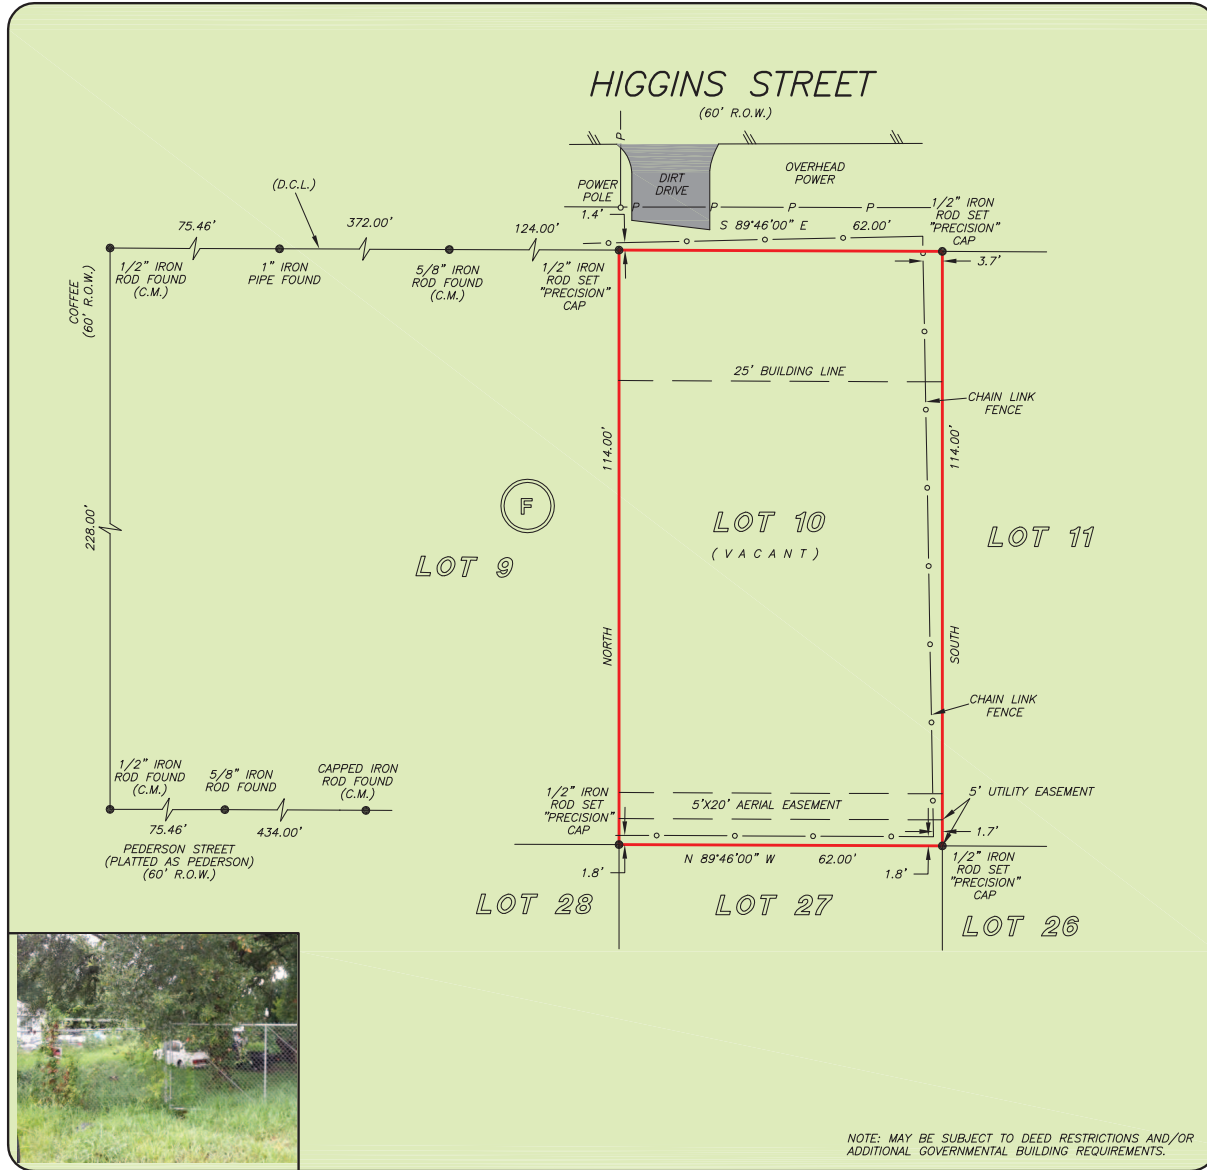 HIGGINS STREET
(60' R.O.W.)
P
OVERHEAD
POWER
POWER
POLE
DIRT
DRIVE
P
P
P
P
1.4'
S 89°46'00" E
62.00'
1/2" IRON
ROD SET
"PRECISION"
CAP
3.7'
(D.C.L.)
75.46'
372.00'
124.00'
1/2" IRON
ROD FOUND
(C.M.)
1" IRON
PIPE FOUND
5/8" IRON
ROD FOUND
(C.M.)
1/2" IRON
ROD SET
"PRECISION"
CAP
COFFEE
(60' R.O.W.)
25' BUILDING LINE
CHAIN LINK
FENCE
114.00'
114.00'
228.00'
F
LOT 9
LOT 10
(VACANT)
LOT 11
NORTH
SOUTH
CHAIN LINK
FENCE
1/2" IRON
ROD FOUND
(C.M.)
5/8" IRON
ROD FOUND
CAPPED IRON
ROD FOUND
(C.M.)
75.46'
434.00'
PEDERSON STREET
(PLATTED AS PEDERSON)
(60' R.O.W.)
1/2" IRON
ROD SET
"PRECISION"
CAP
5'X20' AERIAL EASEMENT
5' UTILITY EASEMENT
1.7'
N 89°46'00" W
62.00'
1.8'
1.8'
1/2" IRON
ROD SET
"PRECISION"
CAP
LOT 28
LOT 27
LOT 26
NOTE: MAY BE SUBJECT TO DEED RESTRICTIONS AND/OR
ADDITIONAL GOVERNMENTAL BUILDING REQUIREMENTS.